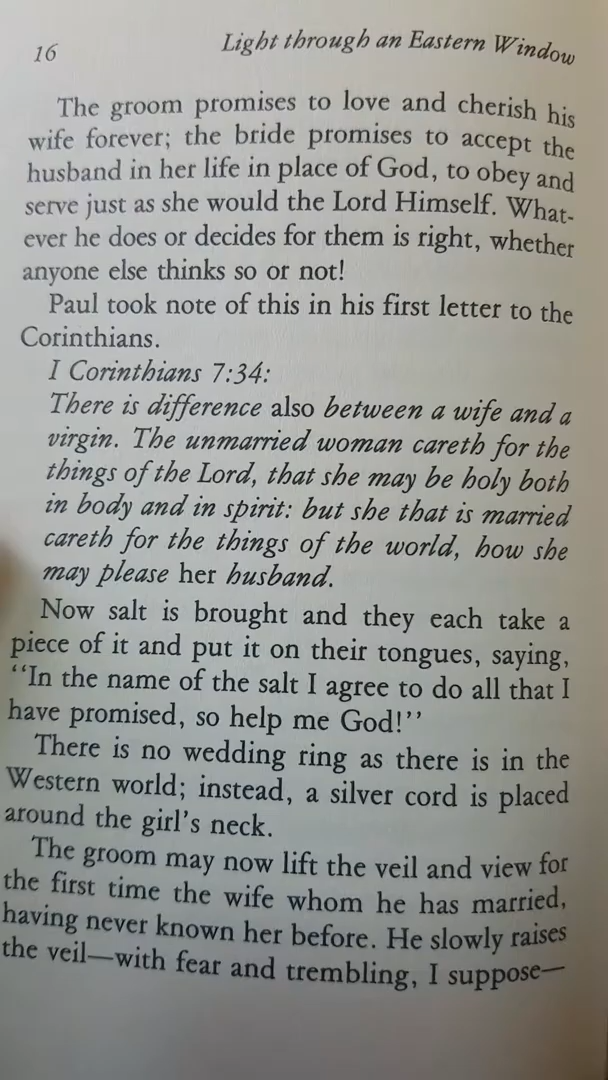 16
Light through an Eastern Window
The groom promises to love and cherish his
wife forever; the bride promises to accept the
husband in her life in place of God, to obey and
serve just as she would the Lord Himself. What-
ever he does or decides for them is right, whether
anyone else thinks so or not!
Paul took note of this in his first letter to the
Corinthians.
I Corinthians 7:34:
There is difference also between a wife and a
virgin. The unmarried woman careth for the
things of the Lord, that she may be holy both
in body and in spirit: but she that is married
careth for the things of the world, how she
may please her husband.
Now salt is brought and they each take a
piece of it and put it on their tongues, saying,
‘‘In the name of the salt I agree to do all that I
have promised, so help me God!’’
There is no wedding ring as there is in the
Western world; instead, a silver cord is placed
around the girl’s neck.
The groom may now lift the veil and view for
the first time the wife whom he has married,
having never known her before. He slowly raises
the veil—with fear and trembling, I suppose—